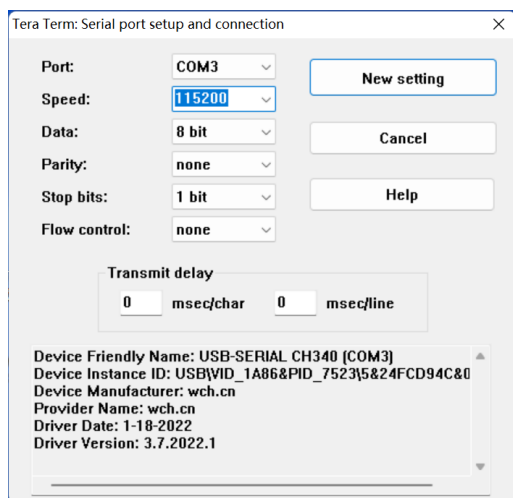 Tera Term: Serial port setup and connection
Port: COM3
New setting
Speed: 115200
Data: 8 bit
Cancel
Parity: none
Stop bits: 1 bit
Help
Flow control: none
Transmit delay
0 msec/char 0 msec/line
Device Friendly Name: USB-SERIAL CH340 (COM3)
Device Instance ID: USB\VID_1A86&PID_7523\5&24FCD94C&0
Device Manufacturer: wch.cn
Provider Name: wch.cn
Driver Date: 1-18-2022
Driver Version: 3.7.2022.1